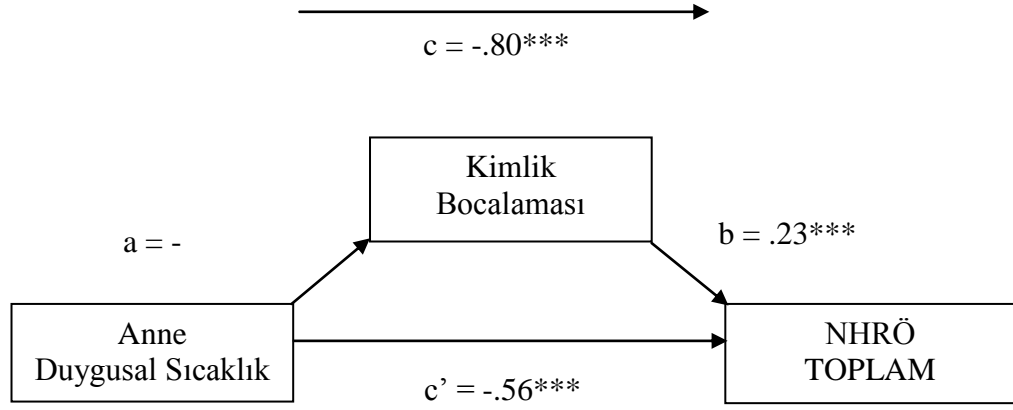 c = -.80***
Kimlik
Bocalaması
a = -
b = .23***
Anne
Duygusal Sıcaklık
NHRÖ
TOPLAM
c’ = -.56***